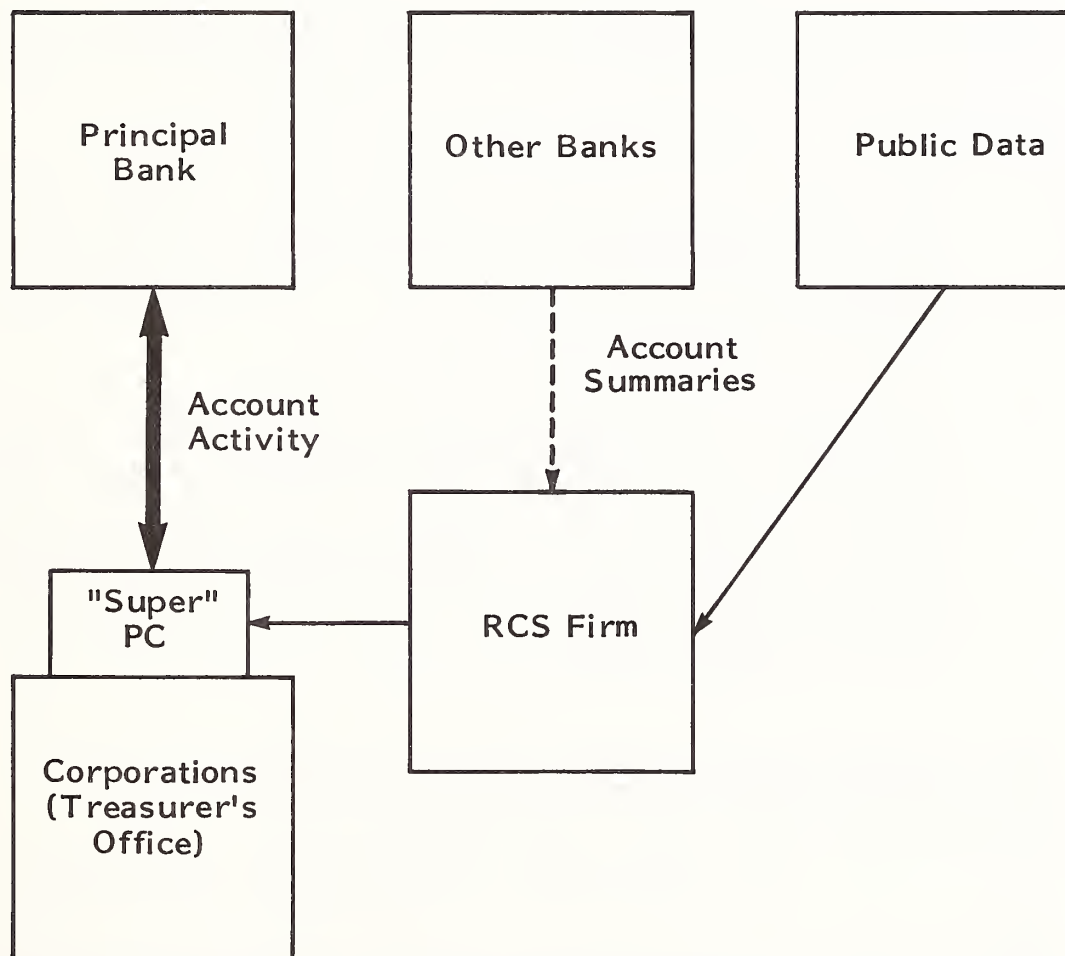 Principal
Bank
Other Banks
Public Data
Account
Summaries
Account
Activity
"Super"
PC
RCS Firm
Corporations
(Treasurer's
Office)